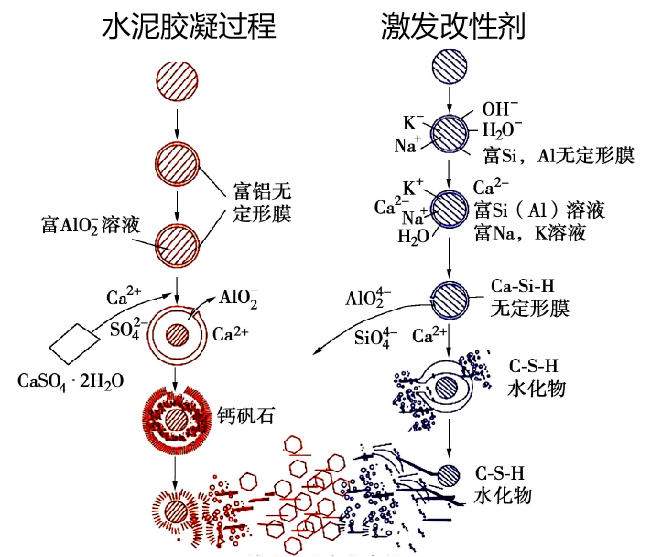 水泥胶凝过程
激发改性剂
富铝无
定形膜
富AlO₂⁻溶液
Ca²⁺
AlO₂⁻
SO₄²⁻
Ca²⁺
CaSO₄·2H₂O
钙矾石
K⁻
Na⁺
OH⁻
H₂O⁻
富Si，Al无定形膜
K⁺
Ca²⁻
Na⁺
H₂O
Ca²⁻
富Si（Al）溶液
富Na，K溶液
Ca-Si-H
无定形膜
AlO₂⁴⁻
SiO₄⁴⁻
Ca²⁺
C-S-H
水化物
C-S-H
水化物